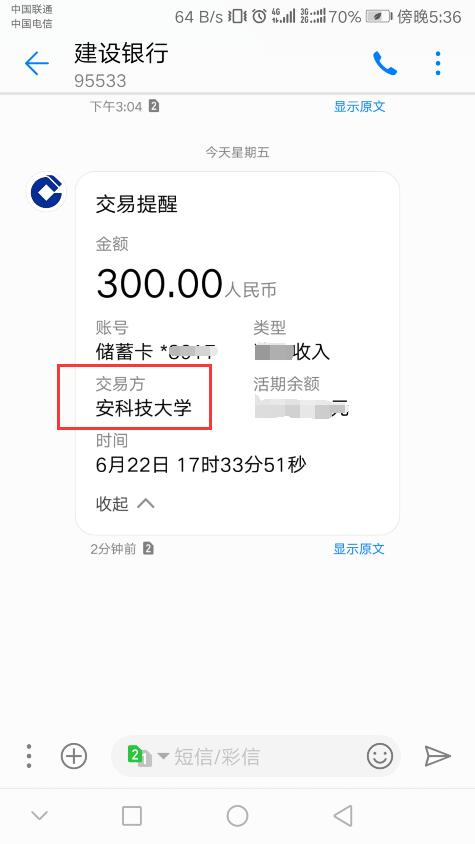 中国联通
中国电信
64 B/s 4G 3G 2G 70% 傍晚5:36
建设银行
95533
下午3:04 2 显示原文
今天星期五
交易提醒
金额
300.00人民币
账号 类型
储蓄卡 * 收入
交易方 活期余额
安科技大学 元
时间
6月22日 17时33分51秒
收起
2分钟前 2 显示原文
2 1 短信/彩信